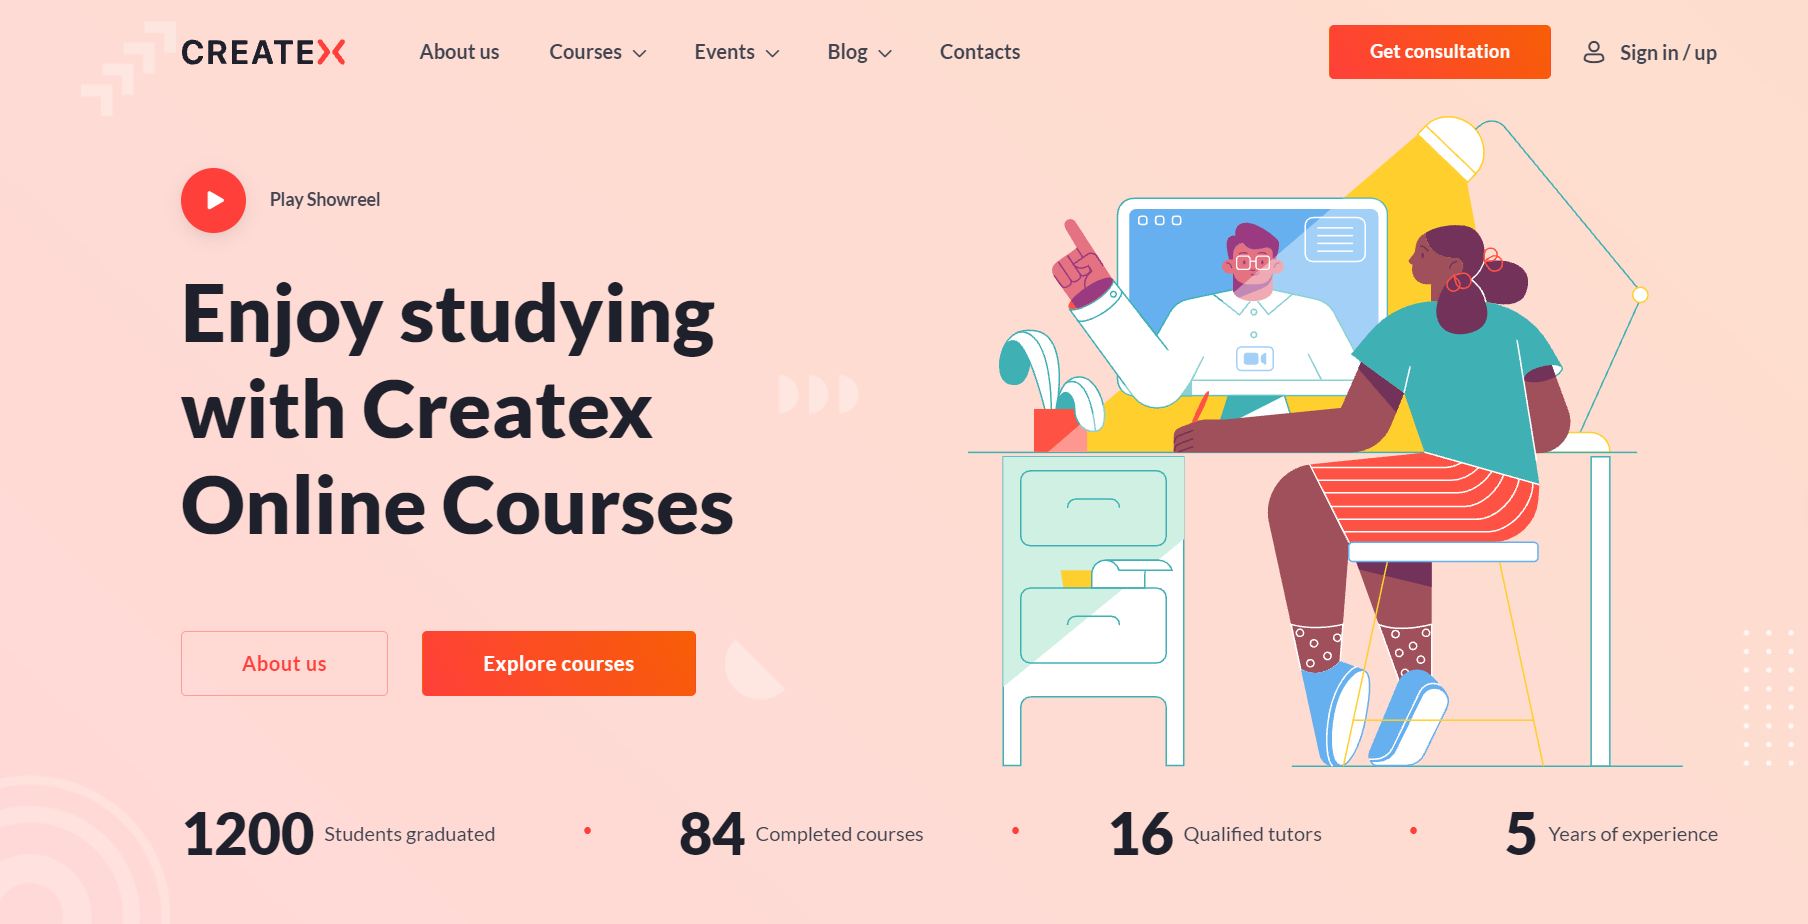 CREATEX
About us
Courses
Events
Blog
Contacts
Get consultation
Sign in / up
Play Showreel
Enjoy studying
with Createx
Online Courses
About us
Explore courses
1200 Students graduated
84 Completed courses
16 Qualified tutors
5 Years of experience